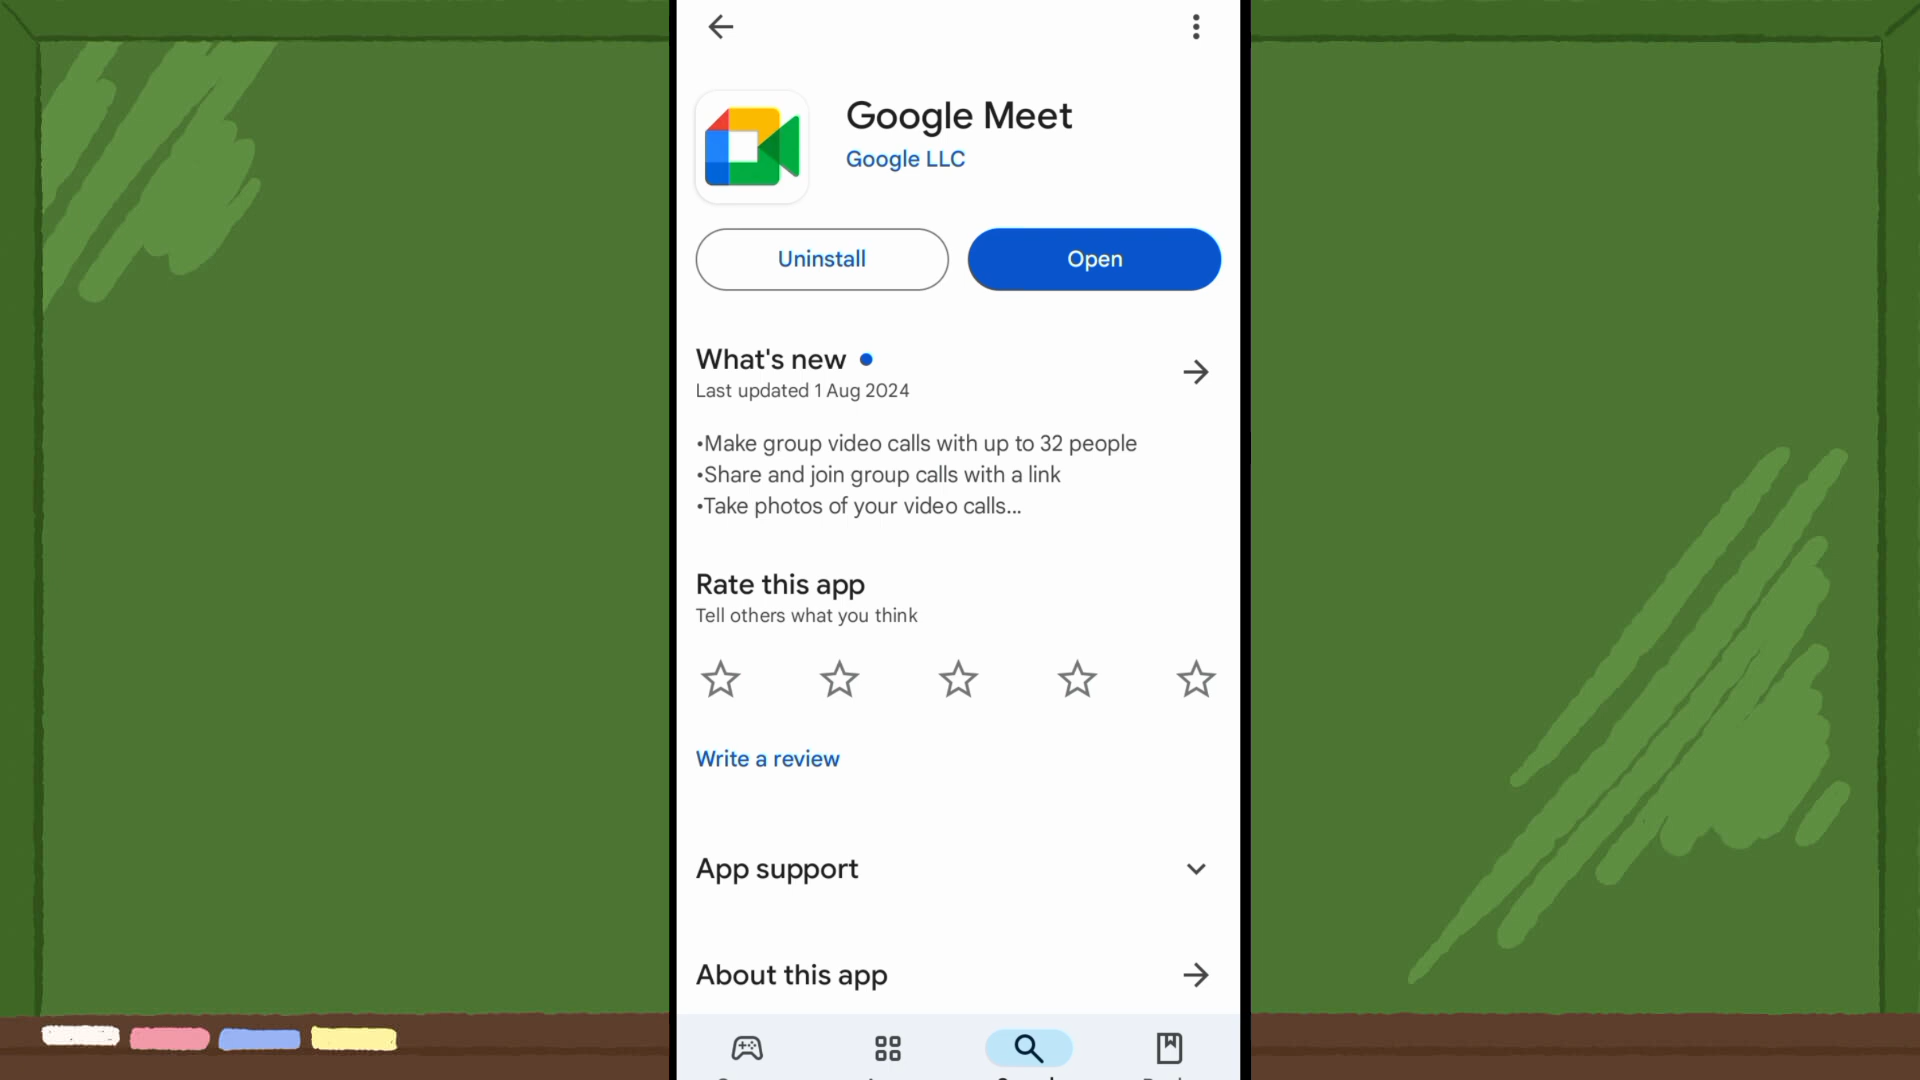 Google Meet
Google LLC
Uninstall
Open
What's new
Last updated 1 Aug 2024
•Make group video calls with up to 32 people
•Share and join group calls with a link
•Take photos of your video calls...
Rate this app
Tell others what you think
Write a review
App support
About this app